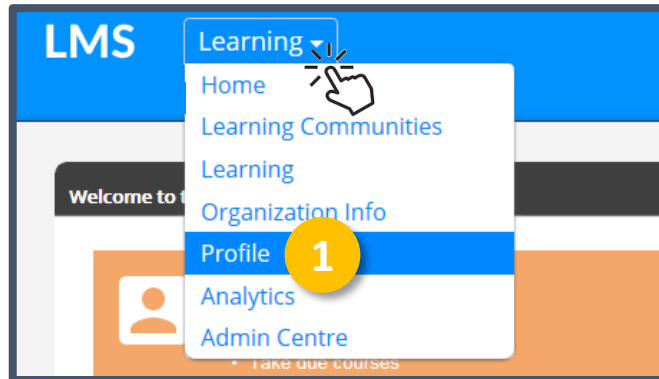 LMS
Learning
Home
Learning Communities
Learning
Welcome to t
Organization Info
Profile 1
Analytics
Admin Centre
• Take due courses